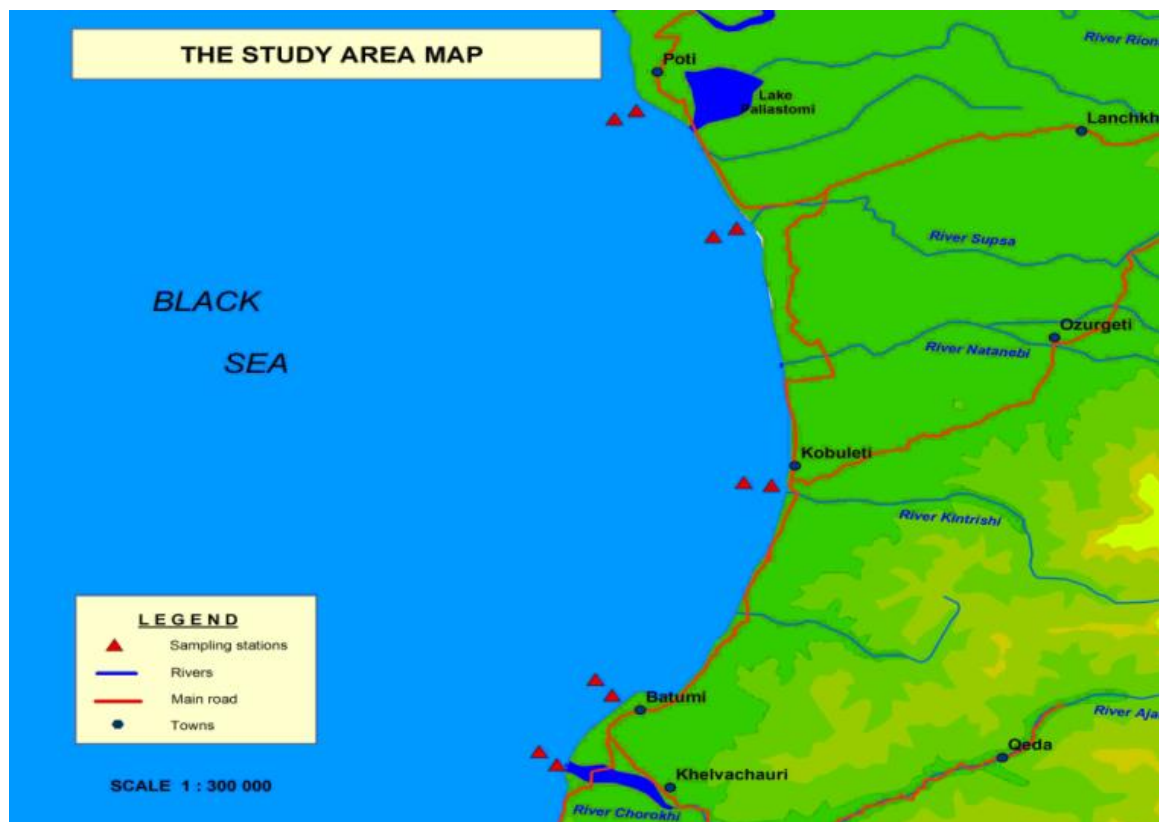 THE STUDY AREA MAP
River Rion
Poti
Lake
Paliastomi
Lanchkh
River Supsa
BLACK
SEA
Ozurgeti
River Natanebi
Kobuleti
River Kintrishi
LEGEND
Sampling stations
Rivers
Main road
Towns
Batumi
River Aja
Qeda
Khelvachauri
SCALE 1 : 300 000
River Chorokhi